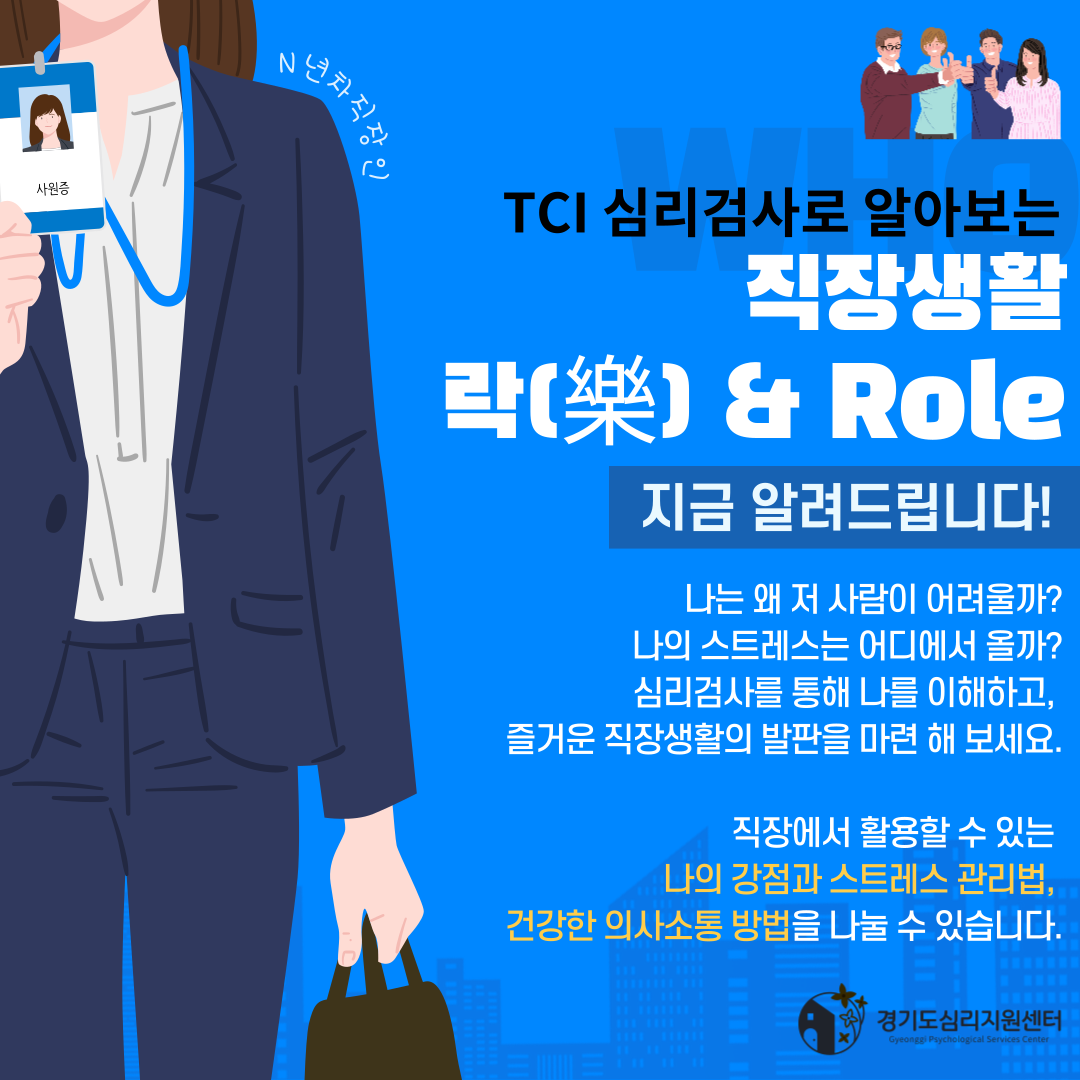 N년차직장인
사원증
WHO
TCI 심리검사로 알아보는
직장생활
락(樂) & Role
지금 알려드립니다!
나는 왜 저 사람이 어려울까?
나의 스트레스는 어디에서 올까?
심리검사를 통해 나를 이해하고,
즐거운 직장생활의 발판을 마련 해 보세요.
직장에서 활용할 수 있는
나의 강점과 스트레스 관리법,
건강한 의사소통 방법을 나눌 수 있습니다.
경기도심리지원센터
Gyeonggi Psychological Services Center